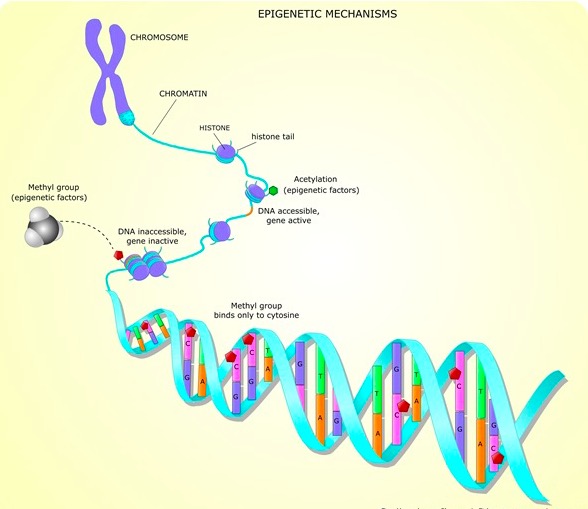 EPIGENETIC MECHANISMS
CHROMOSOME
CHROMATIN
HISTONE
histone tail
Acetylation
(epigenetic factors)
Methyl group
(epigenetic factors)
DNA accessible,
gene active
DNA inaccessible,
gene inactive
Methyl group
binds only to cytosine
C
G
A
C
G
C
G
T
A
G
T
A
G
T
A
G
C
T
A
C
G
T
A
G
C